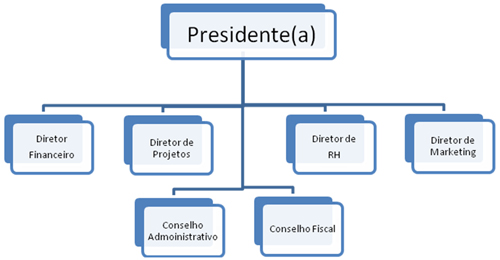 Presidente(a)
Diretor
Financeiro
Diretor de
Projetos
Diretor de
RH
Diretor de
Marketing
Conselho
Admoinistrativo
Conselho Fiscal